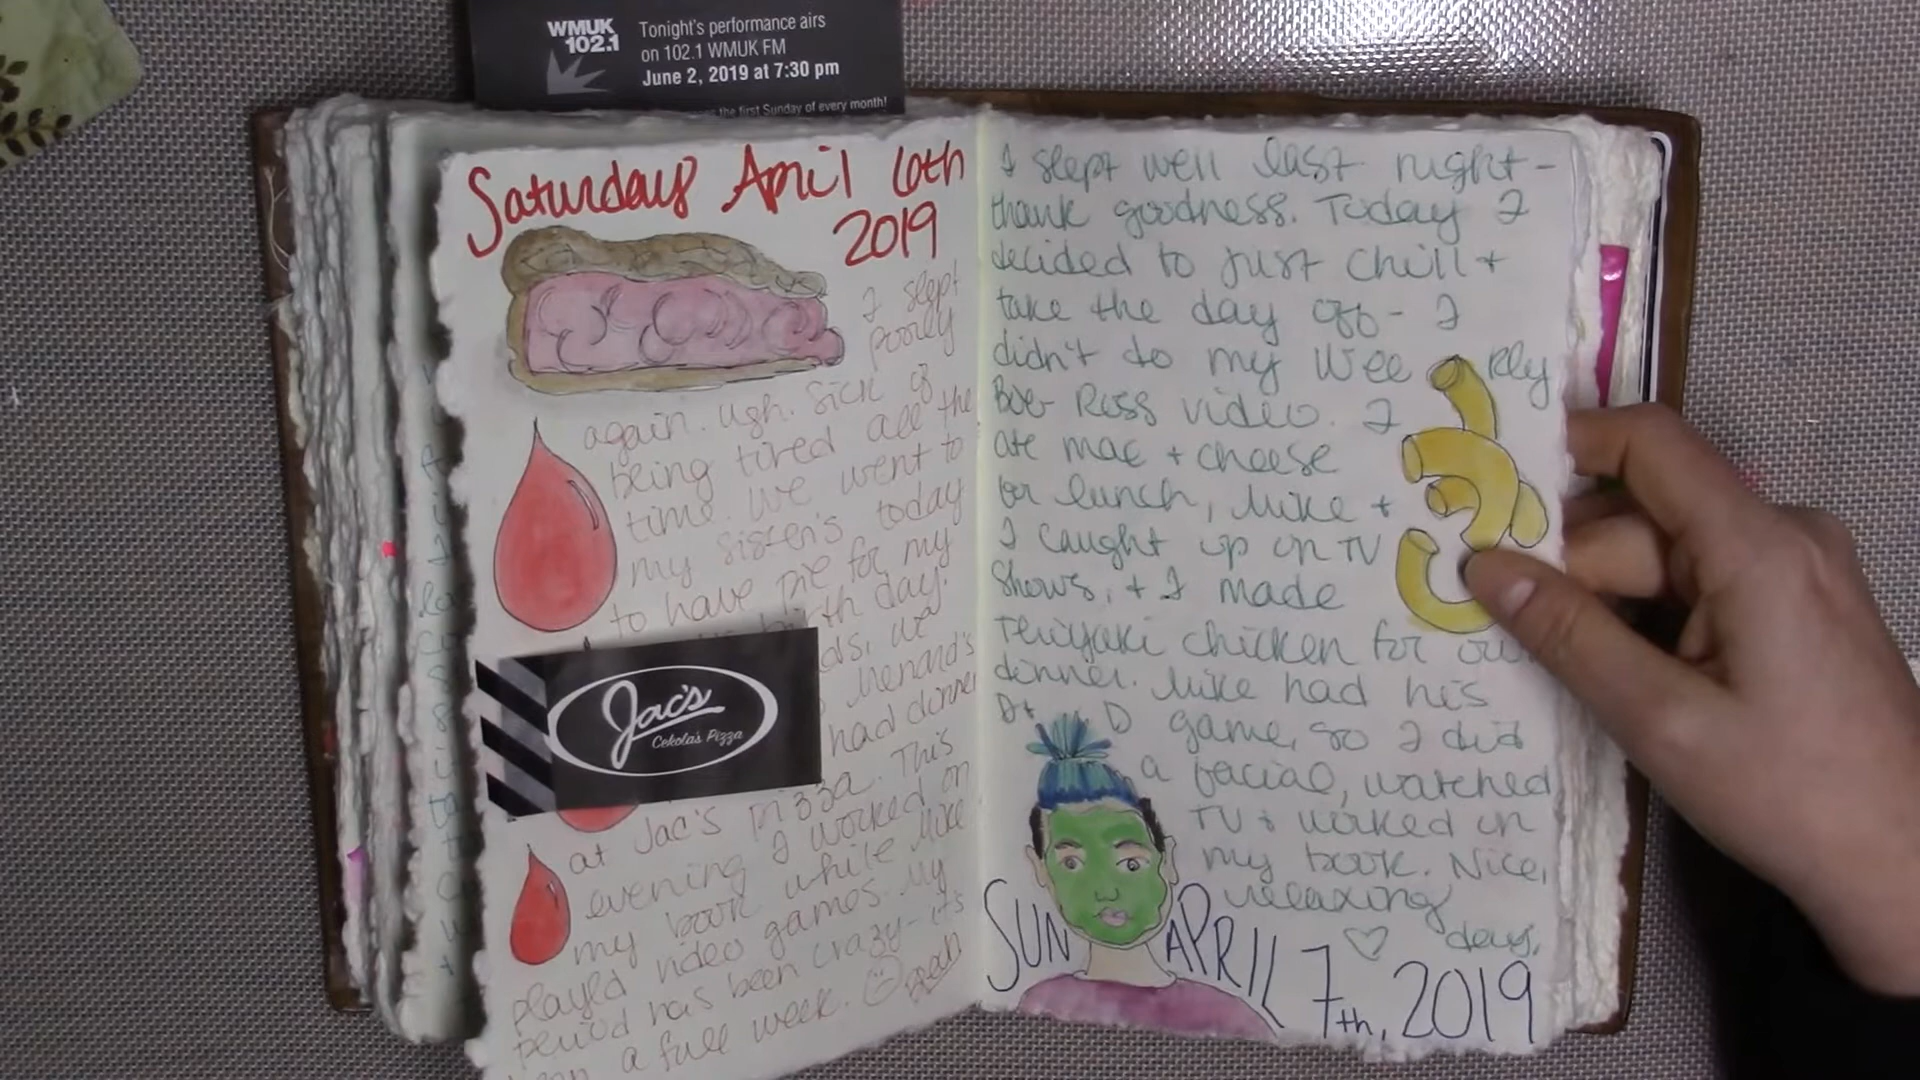 WMUK
102.1
Tonight's performance airs
on 102.1 WMUK FM
June 2, 2019 at 7:30 pm
the first Sunday of every month!
Saturday April 6th
2019
I slept
poorly
again. Ugh. Sick of
being tired all the
time. We went to
my sister's today
to have pie for my
birthday.
we
Menard's
had dinner
Jac's
Cekola's Pizza
at Jac's Pizza. This
evening I worked on
my book while Mike
played video games. My
period has been crazy - it's
been a full week. yeah
I slept well last night -
thank goodness. Today I
decided to just chill +
take the day off - I
didn't do my Weekly
Bob Ross video. I
ate mac + cheese
for lunch, Mike +
I caught up on TV
shows, + I made
Teriyaki chicken for our
dinner. Mike had his
D+D game, so I did
a facial, watched
TV + worked on
my book. Nice,
relaxing
day.
SUN APRIL 7th, 2019